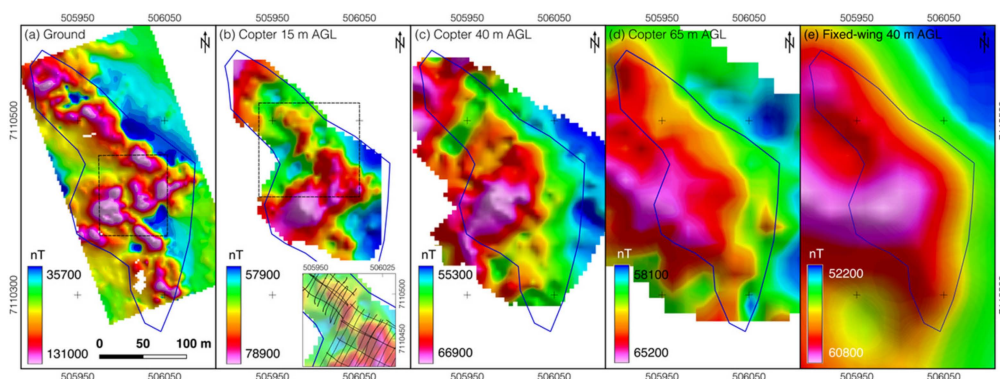 505950 506050 505950 506050 505950 506050 505950 506050 505950 506050
(a) Ground
N
(b) Copter 15 m AGL
N
(c) Copter 40 m AGL
N
(d) Copter 65 m AGL
N
(e) Fixed-wing 40 m AGL
N
7110500
7110300
nT
35700
131000
0 50 100 m
nT
57900
78900
505950 506025
7110500
7110450
nT
55300
66900
nT
58100
65200
nT
52200
60800
505950 506050 505950 506050 505950 506050 505950 506050 505950 506050